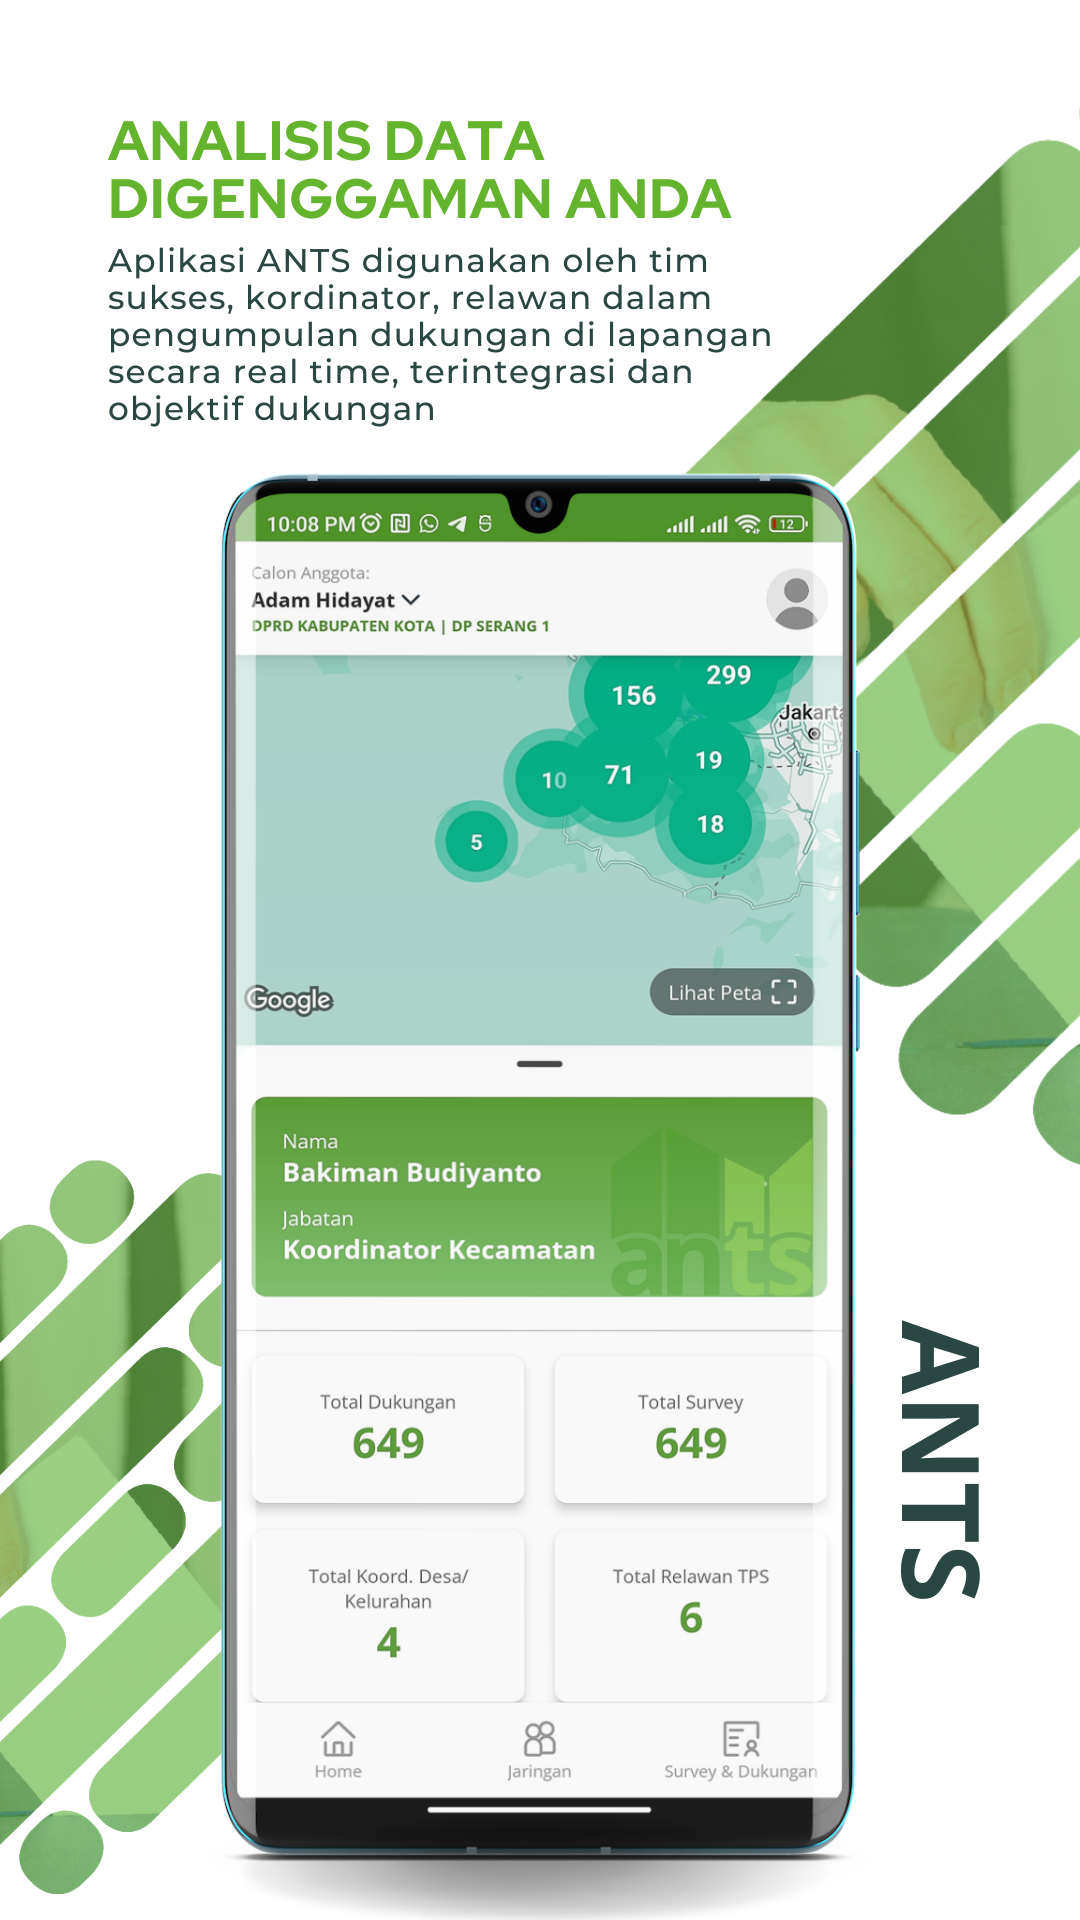 ANALISIS DATA
DIGENGGAMAN ANDA
Aplikasi ANTS digunakan oleh tim
sukses, kordinator, relawan dalam
pengumpulan dukungan di lapangan
secara real time, terintegrasi dan
objektif dukungan
10:08 PM
12
Calon Anggota:
Adam Hidayat
DPRD KABUPATEN KOTA | DP SERANG 1
156
299
Jakarta
10
71
19
18
5
Google
Lihat Peta
Nama
Bakiman Budiyanto
Jabatan
Koordinator Kecamatan
ants
Total Dukungan
649
Total Survey
649
Total Koord. Desa/
Kelurahan
4
Total Relawan TPS
6
Home
Jaringan
Survey & Dukungan
ANTS